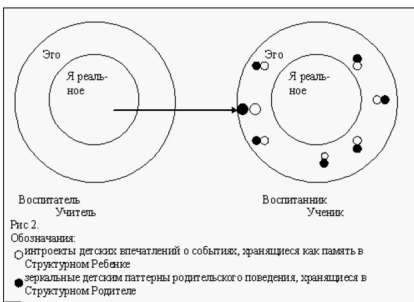 Эго
Я реаль-
ное
Эго
Я реаль-
ное
Воспитатель
Учитель
Воспитанник
Ученик
Рис 2.
Обозначания:
интроекты детских впечатлений о событиях, хранящиеся как память в
Структурном Ребенке
зеркальные детским паттерны родительского поведения, хранящиеся в
Структурном Родителе